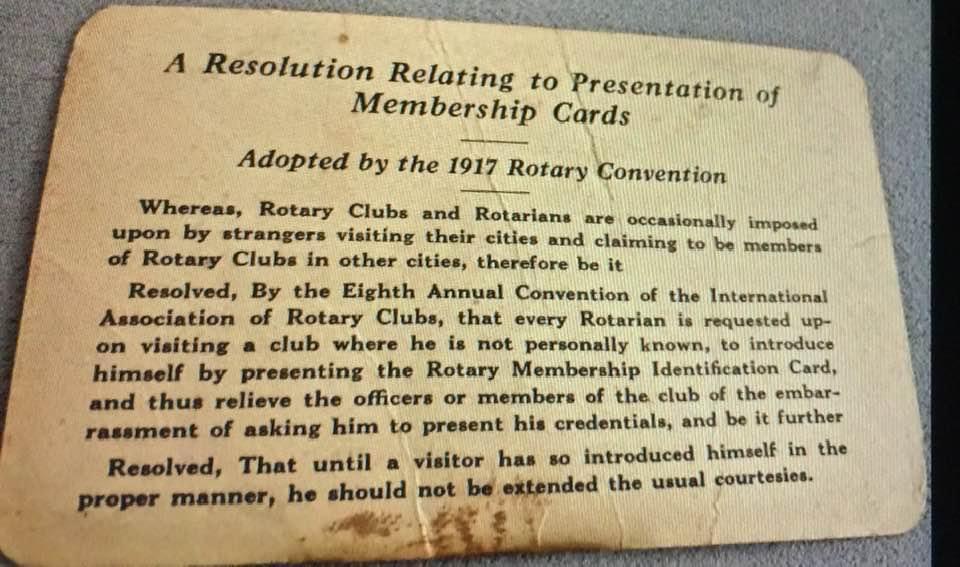 A Resolution Relating to Presentation of
Membership Cards
Adopted by the 1917 Rotary Convention
Whereas, Rotary Clubs and Rotarians are occasionally imposed
upon by strangers visiting their cities and claiming to be members
of Rotary Clubs in other cities, therefore be it
Resolved, By the Eighth Annual Convention of the International
Association of Rotary Clubs, that every Rotarian is requested up-
on visiting a club where he is not personally known, to introduce
himself by presenting the Rotary Membership Identification Card,
and thus relieve the officers or members of the club of the embar-
rassment of asking him to present his credentials, and be it further
Resolved, That until a visitor has so introduced himself in the
proper manner, he should not be extended the usual courtesies.